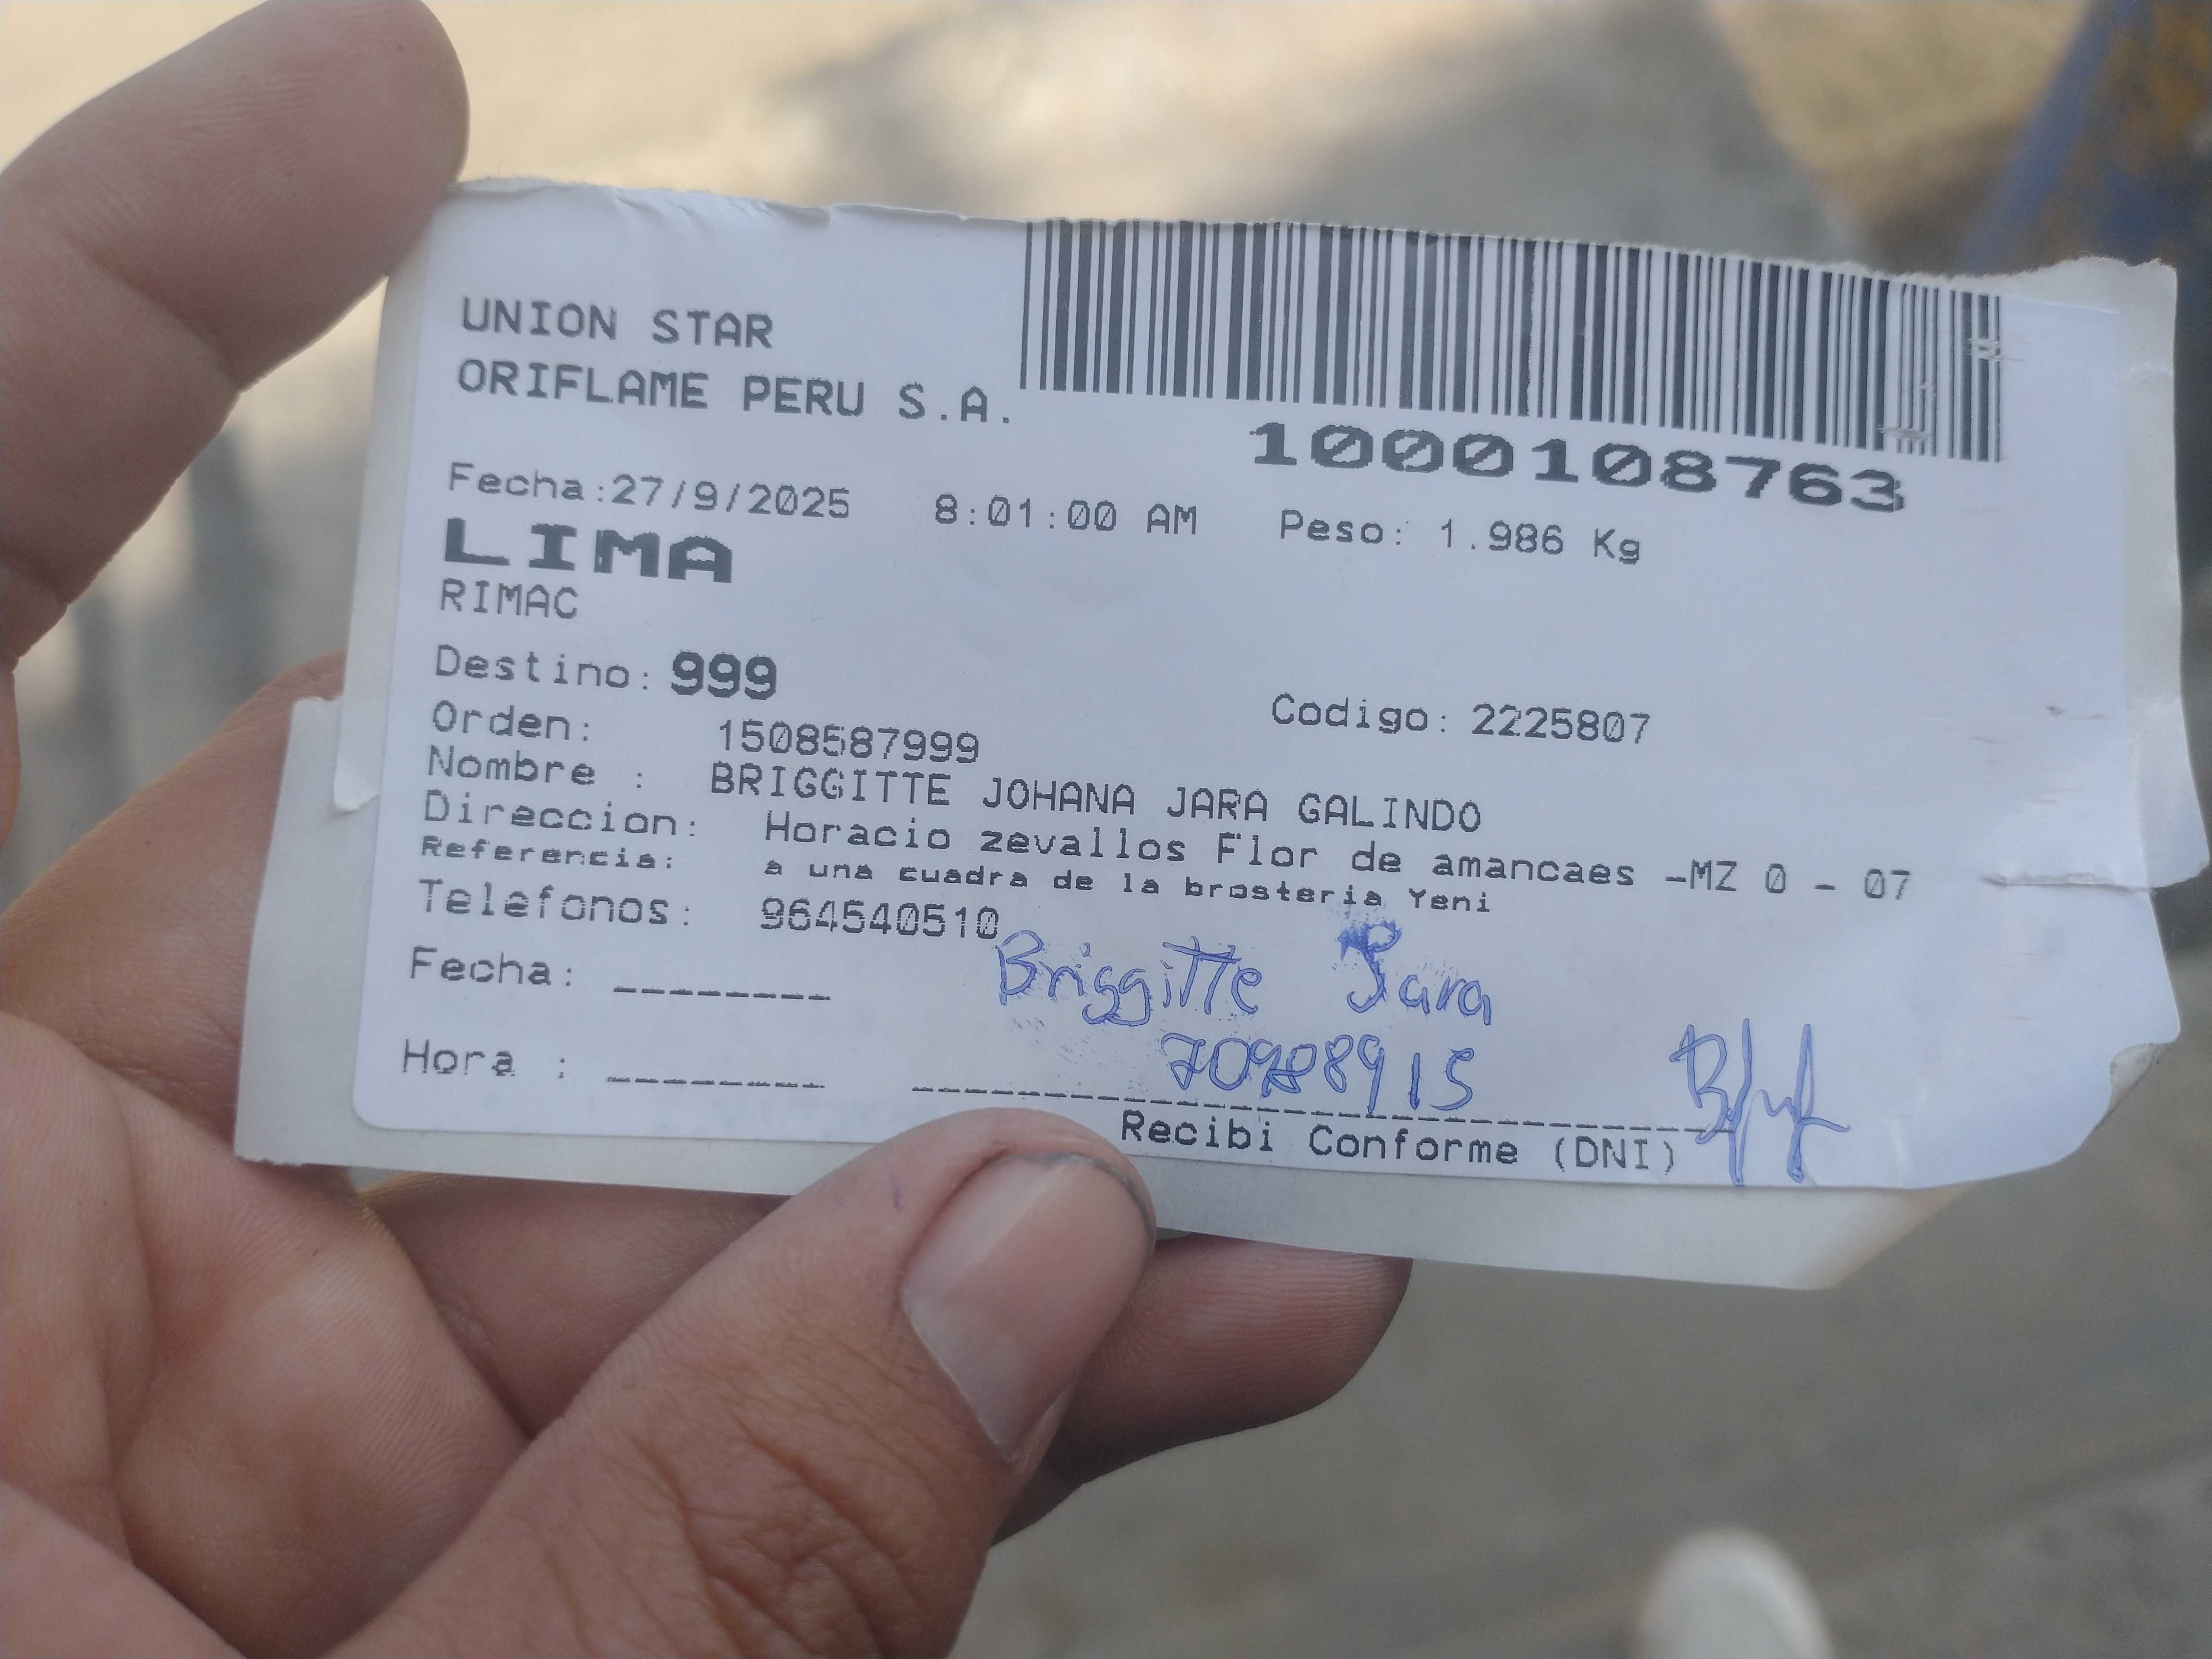 UNION STAR
ORIFLAME PERU S.A.
1000108763
Fecha:27/9/2025 8:01:00 AM Peso: 1.986 Kg
LIMA
RIMAC
Destino: 999
Codigo: 2225807
Orden: 1508587999
Nombre : BRIGGITTE JOHANA JARA GALINDO
Direccion: Horacio zevallos Flor de amancaes -MZ 0 - 07
Referencia: a una cuadra de la brosteria Yeni
Telefonos: 964540510
Briggitte Jara
Fecha: --------
Hora : --------
Recibi Conforme (DNI)